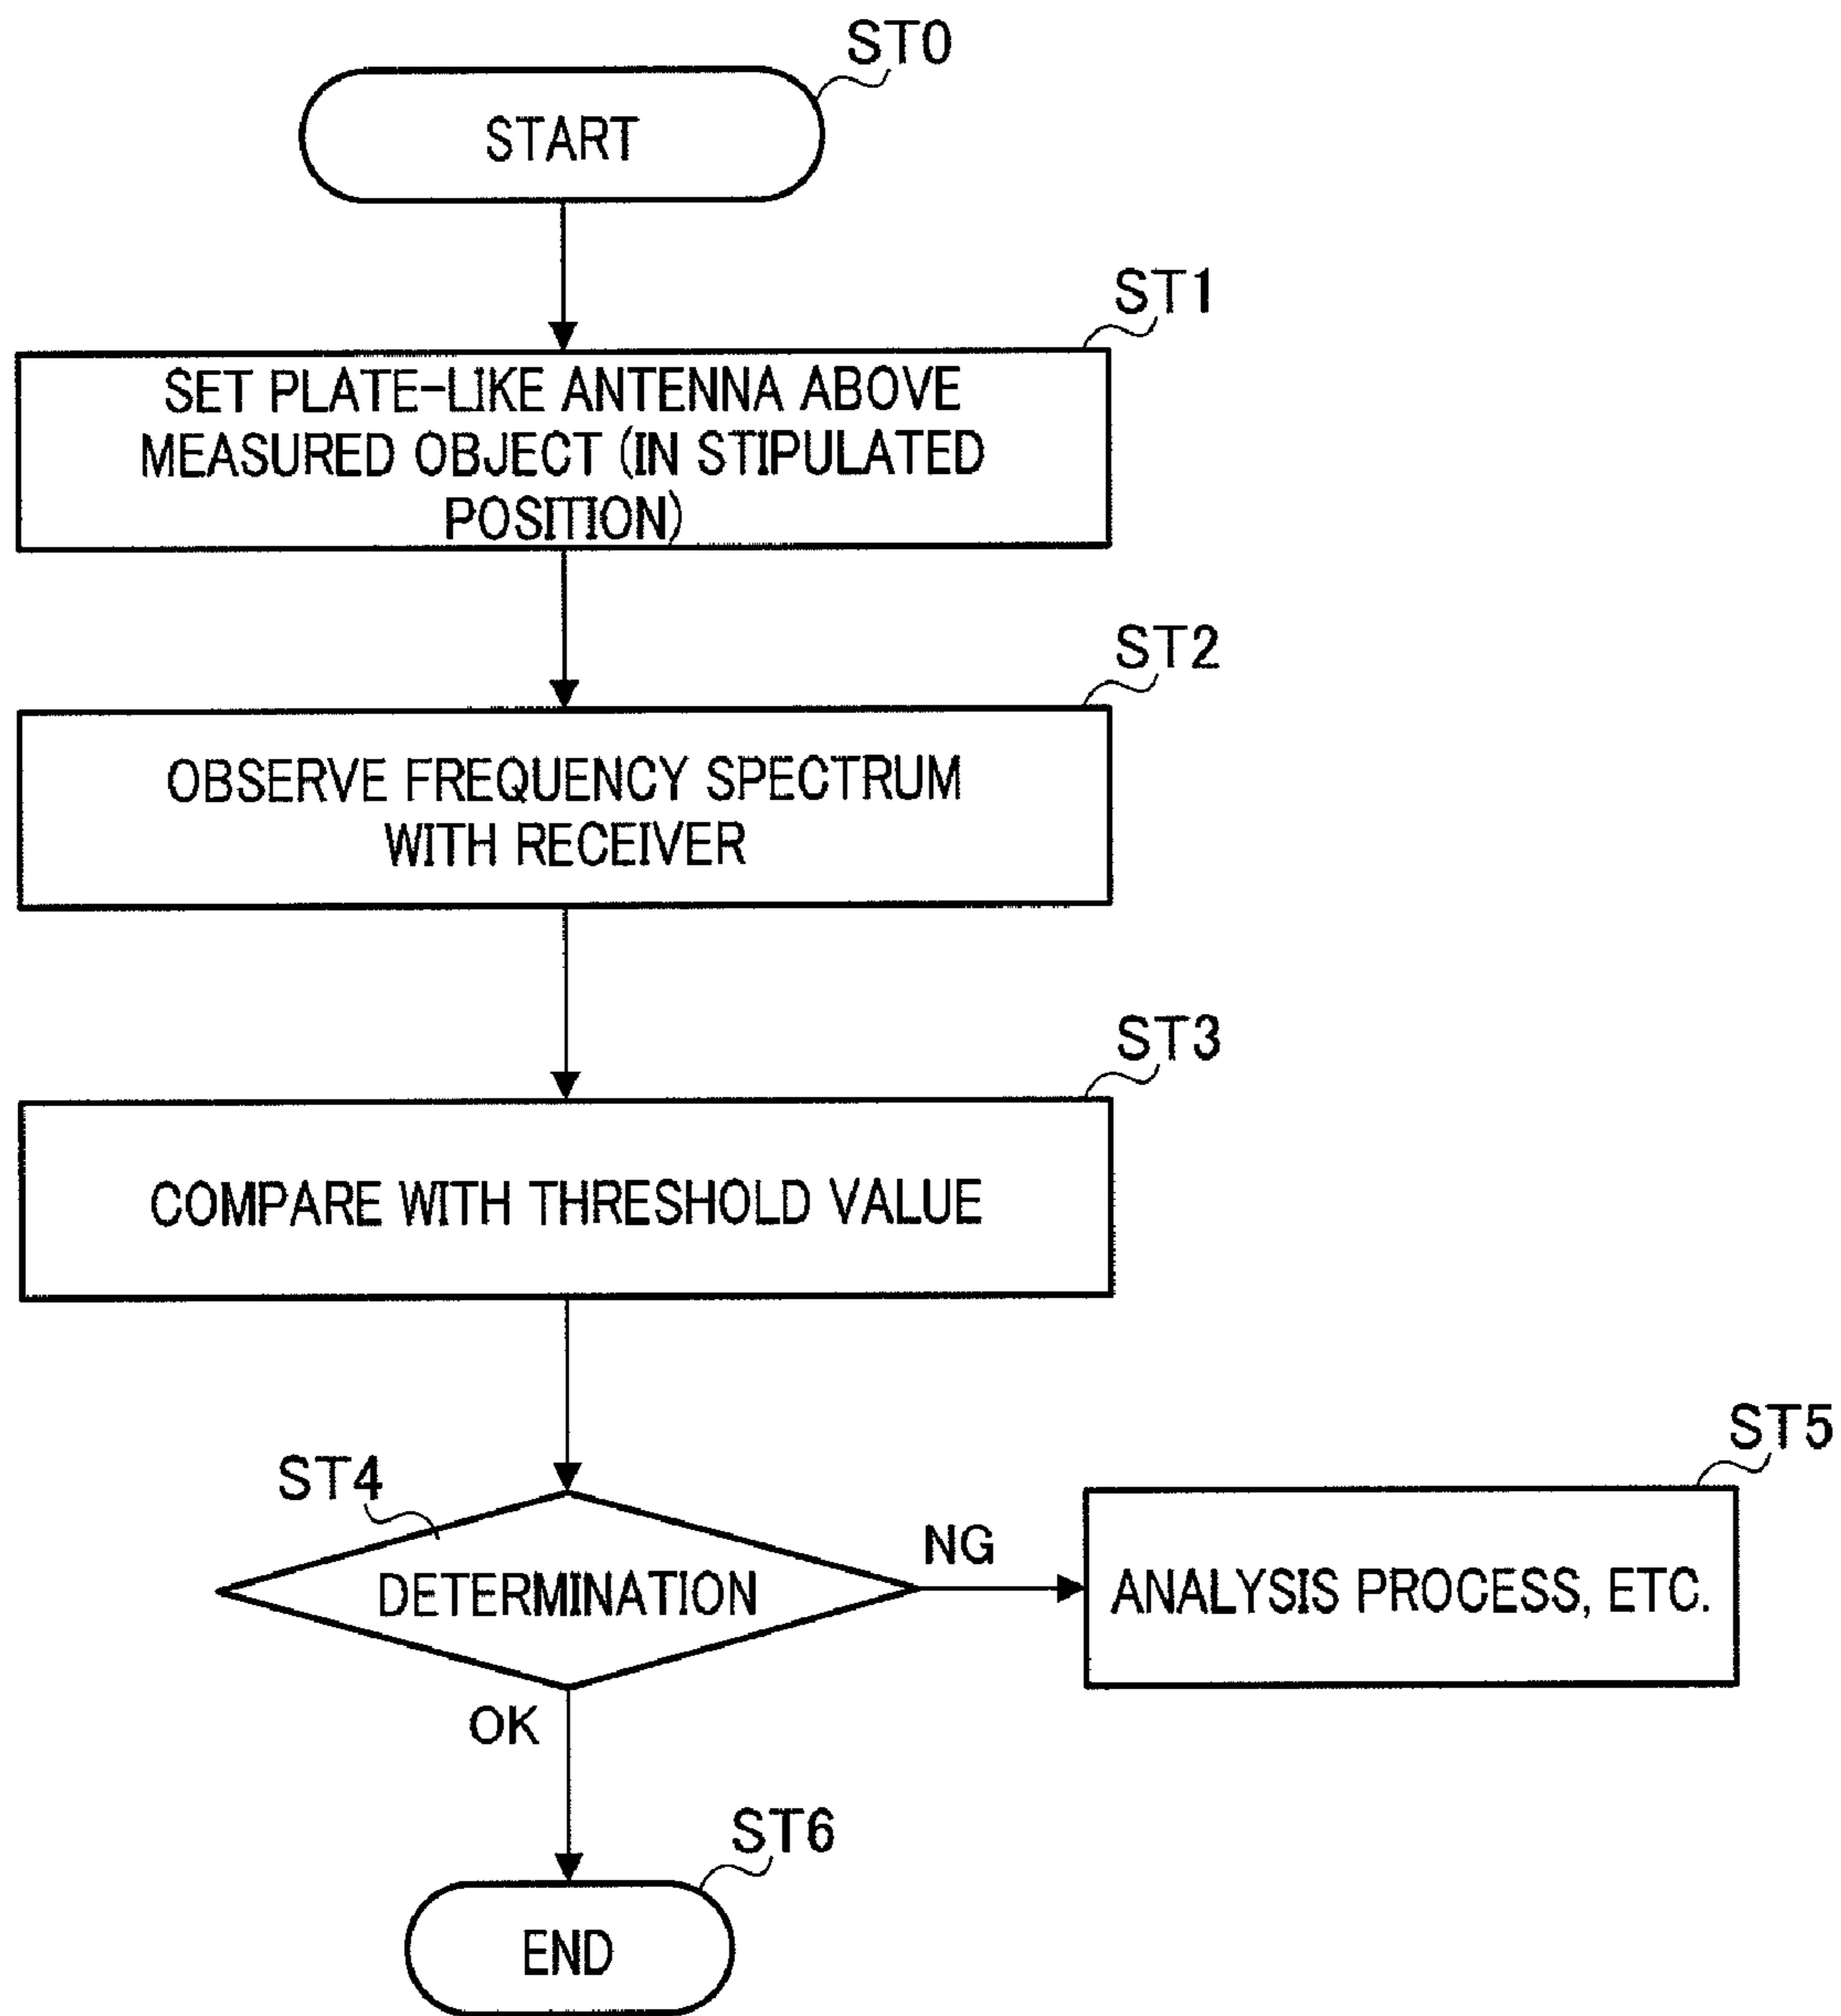 ST0
START
ST1
SET PLATE-LIKE ANTENNA ABOVE
MEASURED OBJECT (IN STIPULATED
POSITION)
ST2
OBSERVE FREQUENCY SPECTRUM
WITH RECEIVER
ST3
COMPARE WITH THRESHOLD VALUE
ST4
DETERMINATION
NG
ST5
ANALYSIS PROCESS, ETC.
OK
ST6
END